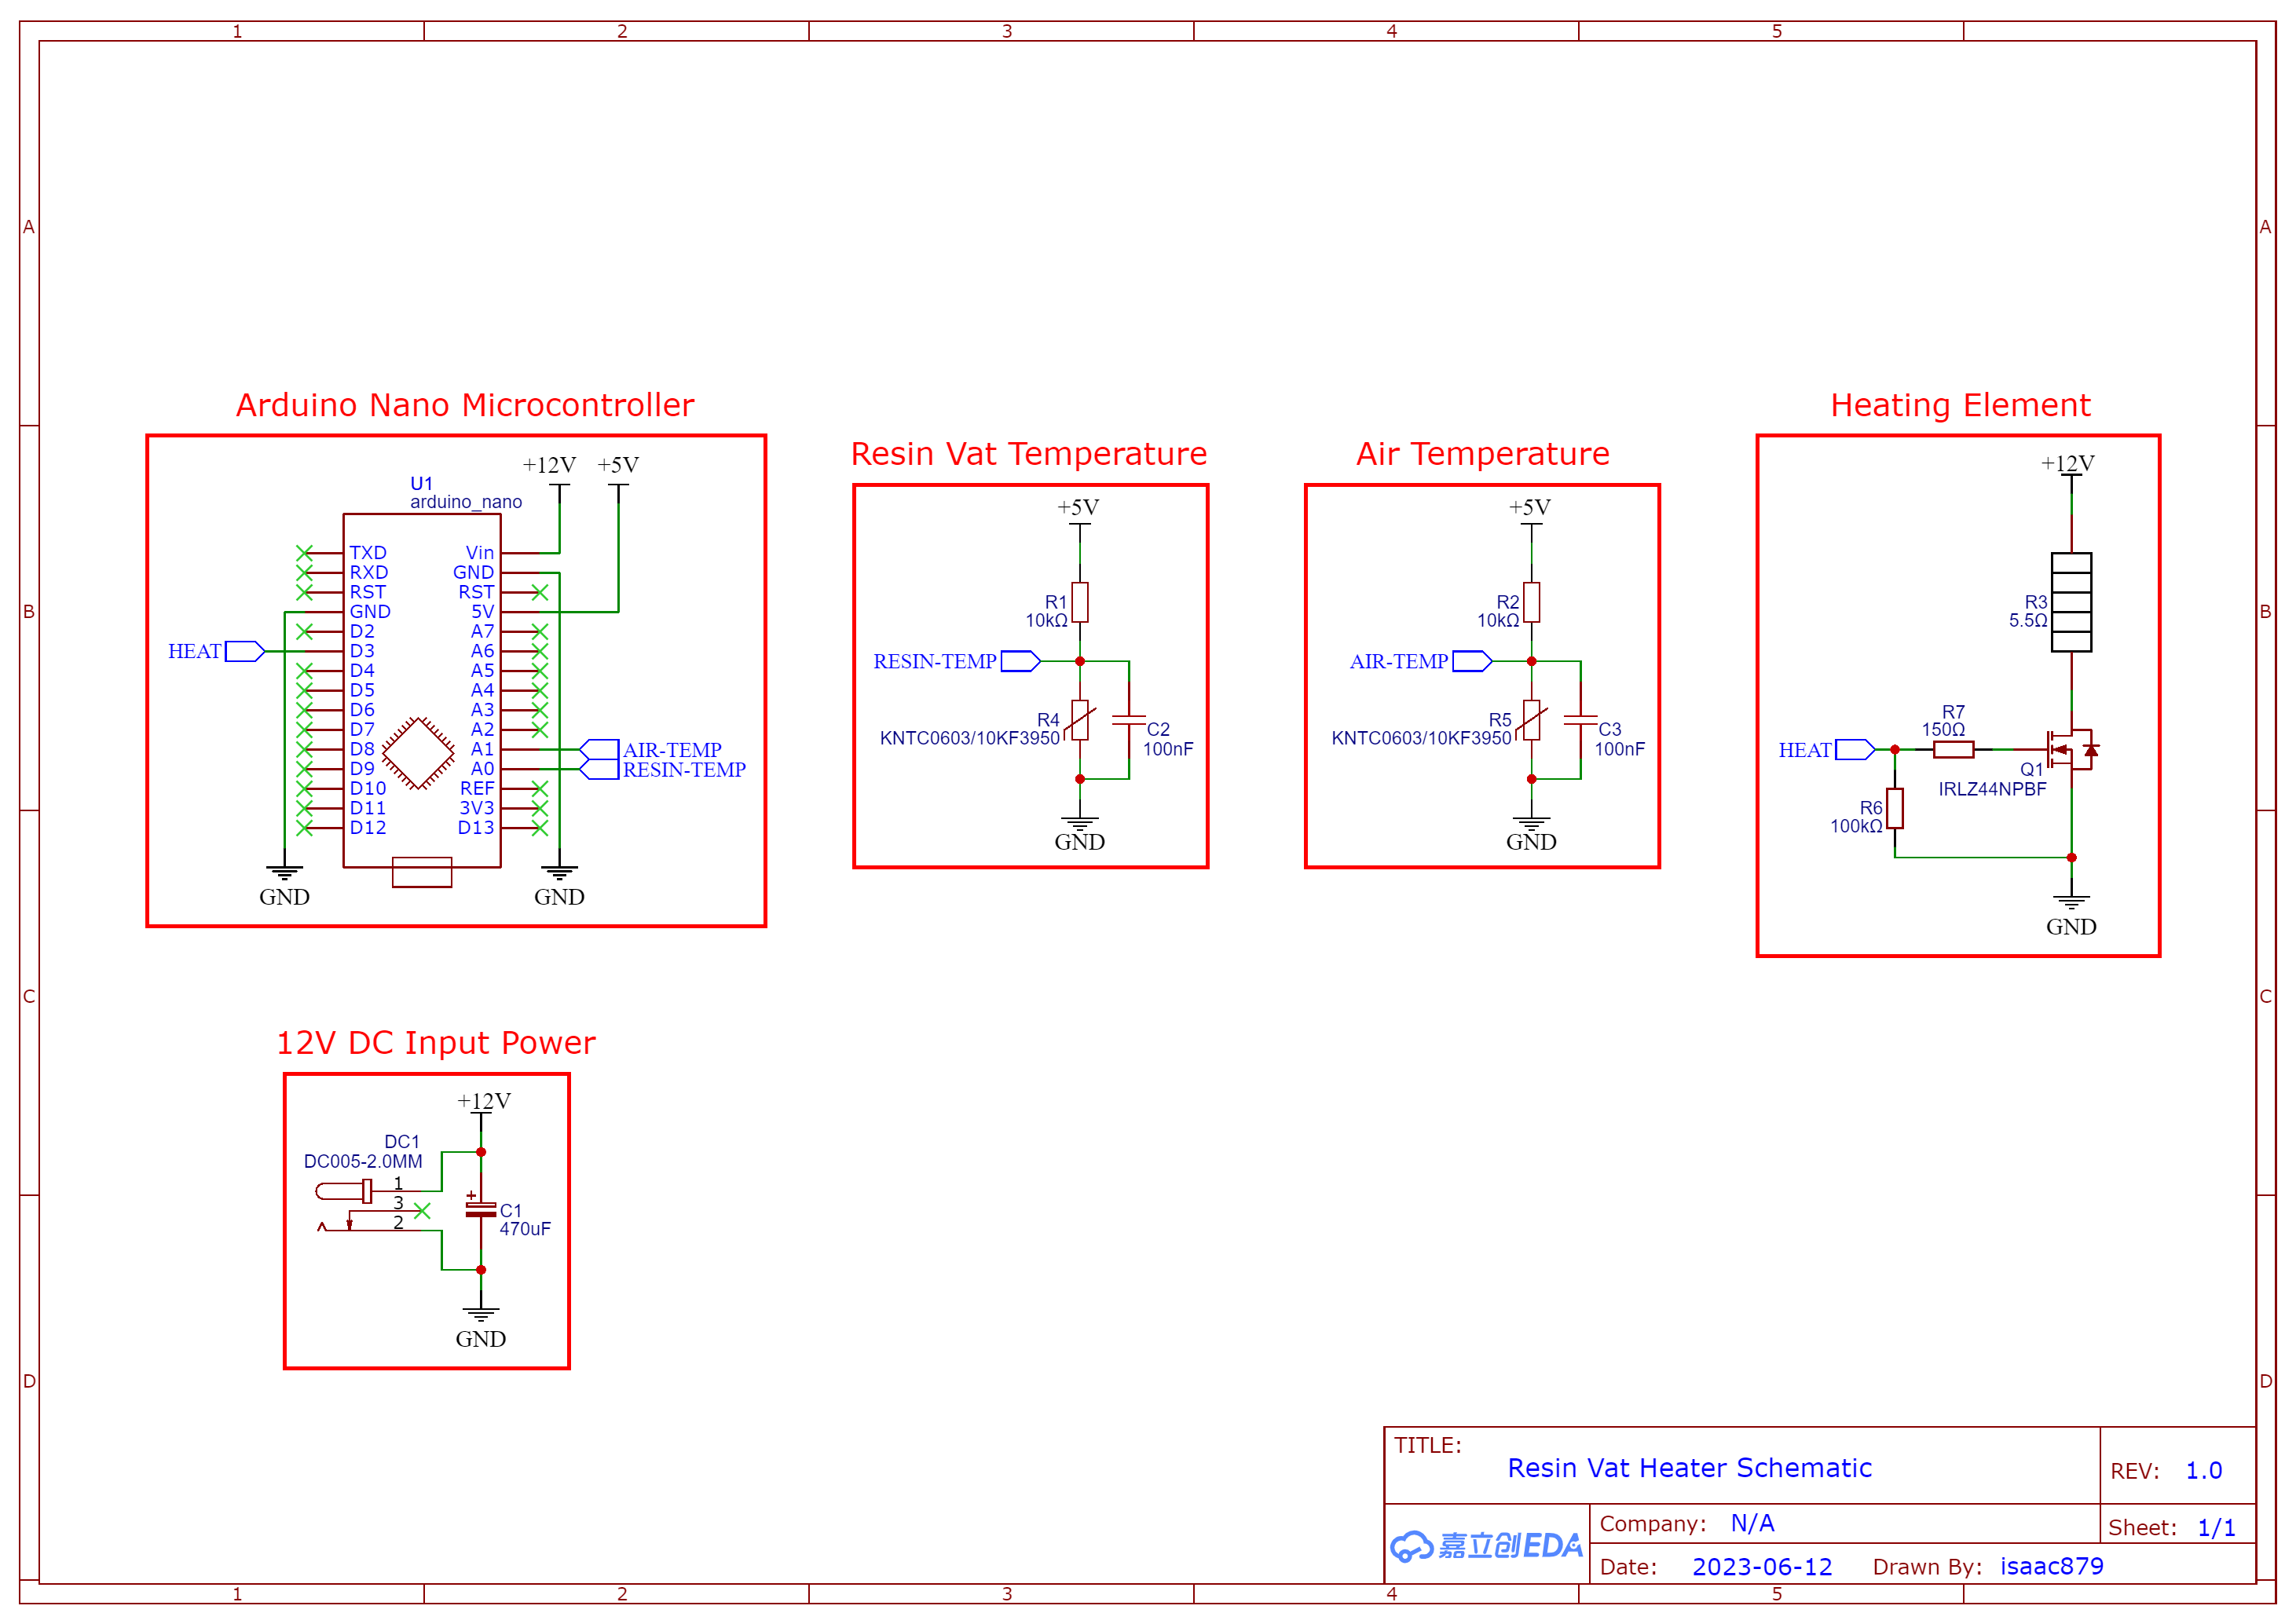 1 2 3 4 5
A A
B B
C C
D D
Arduino Nano Microcontroller
+12V +5V
U1
arduino_nano
TXD Vin
RXD GND
RST RST
GND 5V
D2 A7
HEAT D3 A6
D4 A5
D5 A4
D6 A3
D7 A2
D8 A1 AIR-TEMP
D9 A0 RESIN-TEMP
D10 REF
D11 3V3
D12 D13
GND GND
Resin Vat Temperature
+5V
R1
10kΩ
RESIN-TEMP
R4
KNTC0603/10KF3950
C2
100nF
GND
Air Temperature
+5V
R2
10kΩ
AIR-TEMP
R5
KNTC0603/10KF3950
C3
100nF
GND
Heating Element
+12V
R3
5.5Ω
R7
150Ω
HEAT
Q1
IRLZ44NPBF
R6
100kΩ
GND
12V DC Input Power
+12V
DC1
DC005-2.0MM
1
3
2
+
C1
470uF
GND
TITLE:
Resin Vat Heater Schematic
REV: 1.0
嘉立创EDA
Company: N/A
Sheet: 1/1
Date: 2023-06-12 Drawn By: isaac879
1 2 3 4 5